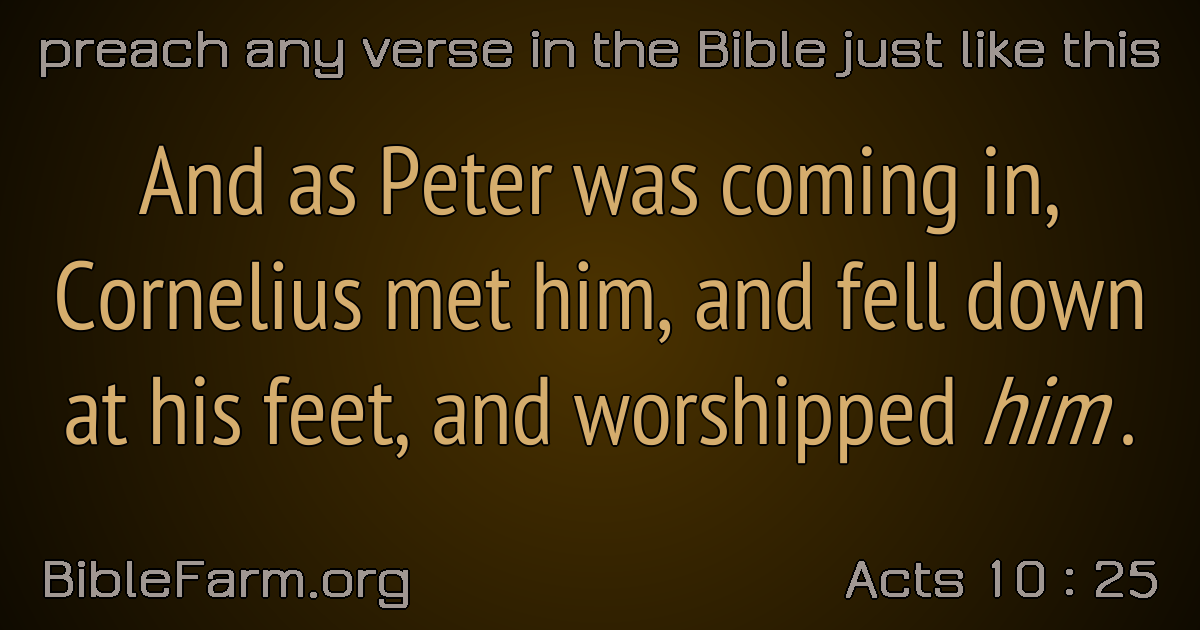 preach any verse in the Bible just like this
And as Peter was coming in,
Cornelius met him, and fell down
at his feet, and worshipped him.
BibleFarm.org
Acts 10 : 25